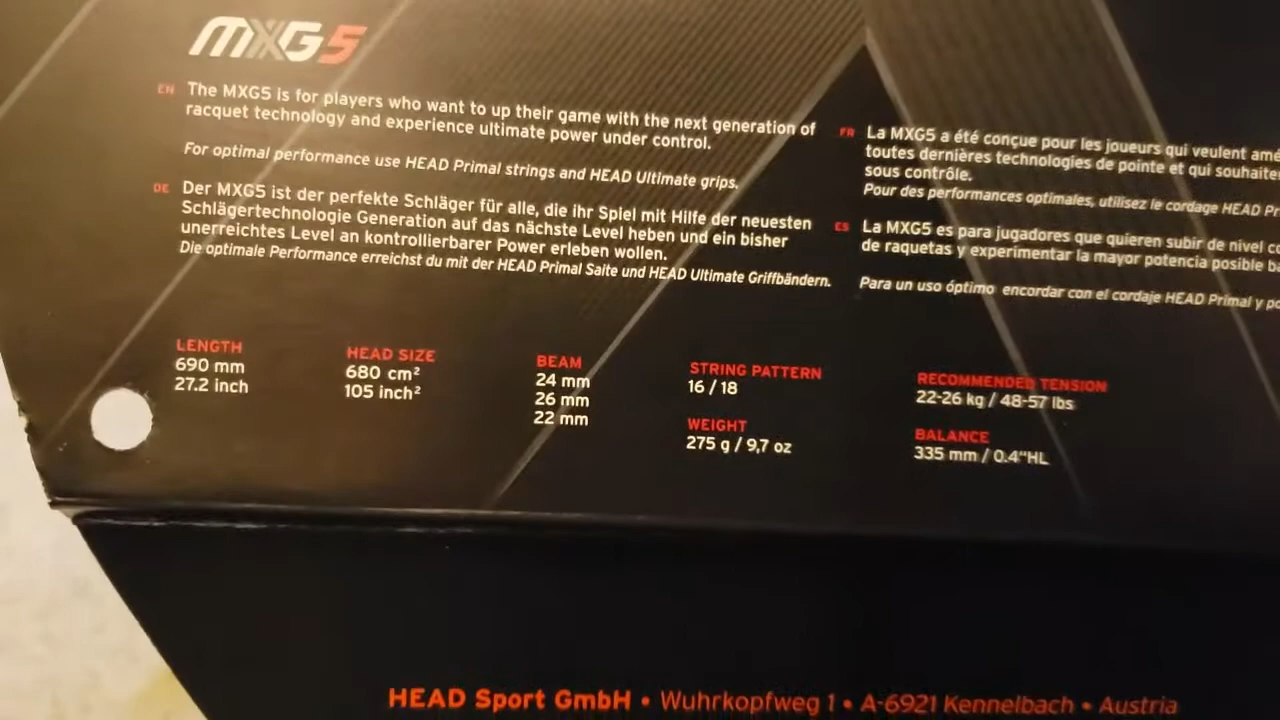 MXG5
EN The MXG5 is for players who want to up their game with the next generation of
racquet technology and experience ultimate power under control.
For optimal performance use HEAD Primal strings and HEAD Ultimate grips.
DE Der MXG5 ist der perfekte Schläger für alle, die ihr Spiel mit Hilfe der neuesten
Schlägertechnologie Generation auf das nächste Level heben und ein bisher
unerreichtes Level an kontrollierbarer Power erleben wollen.
Die optimale Performance erreichst du mit der HEAD Primal Saite und HEAD Ultimate Griffbändern.
FR La MXG5 a été conçue pour les joueurs qui veulent amé
toutes dernières technologies de pointe et qui souhaite
sous contrôle.
Pour des performances optimales, utilisez le cordage HEAD Pr
ES La MXG5 es para jugadores que quieren subir de nivel co
de raquetas y experimentar la mayor potencia posible b
Para un uso óptimo encordar con el cordaje HEAD Primal y po
LENGTH
690 mm
27.2 inch
HEAD SIZE
680 cm²
105 inch²
BEAM
24 mm
26 mm
22 mm
STRING PATTERN
16 / 18
WEIGHT
275 g / 9,7 oz
RECOMMENDED TENSION
22-26 kg / 48-57 lbs
BALANCE
335 mm / 0.4"HL
HEAD Sport GmbH • Wuhrkopfweg 1 • A-6921 Kennelbach • Austria